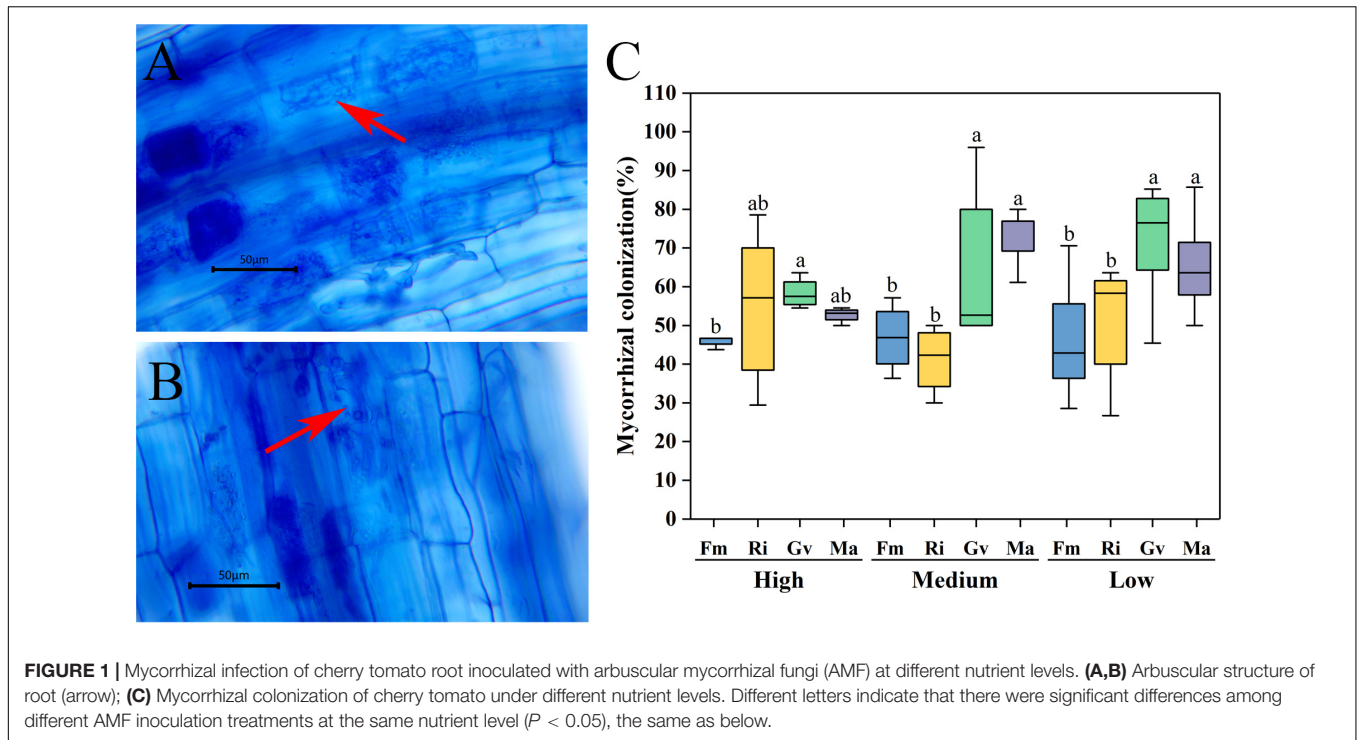 A
50μm
B
50μm
C
Mycorrhizal colonization(%)
110
100
90
80
70
60
50
40
30
20
10
0
b ab a ab b b a a b b a a
Fm Ri Gv Ma Fm Ri Gv Ma Fm Ri Gv Ma
High Medium Low
FIGURE 1 | Mycorrhizal infection of cherry tomato root inoculated with arbuscular mycorrhizal fungi (AMF) at different nutrient levels. (A,B) Arbuscular structure of
root (arrow); (C) Mycorrhizal colonization of cherry tomato under different nutrient levels. Different letters indicate that there were significant differences among
different AMF inoculation treatments at the same nutrient level (P < 0.05), the same as below.